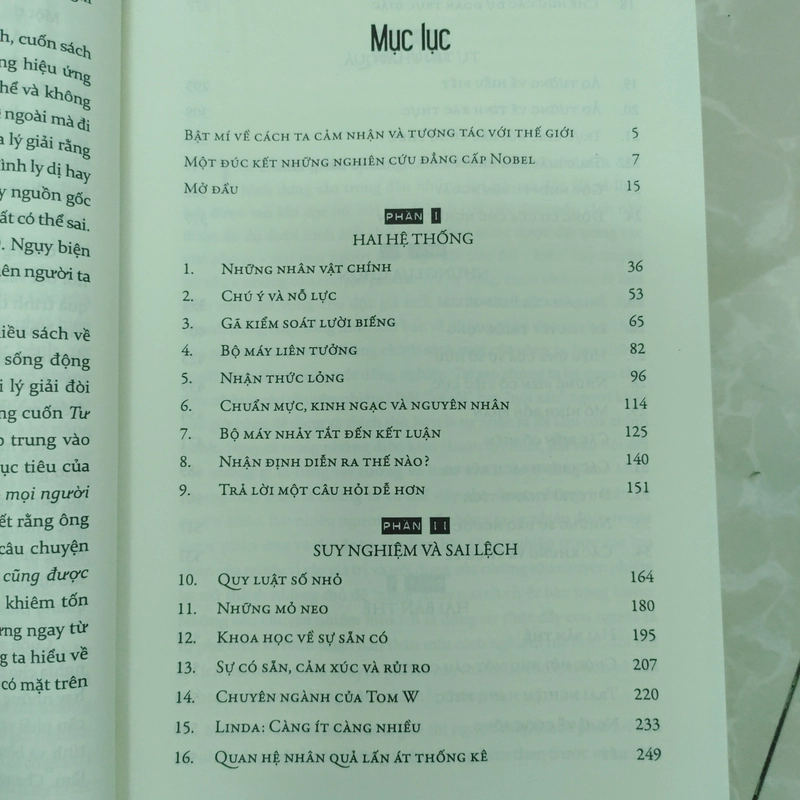 h, cuốn sách
ng hiệu ứng
thể và không
ngoài mà đi
a lý giải rằng
ình ly dị hay
y nguồn gốc
ất có thể sai.
. Ngụy biện
ên người ta
iều sách về
sống động
i lý giải đòi
ng cuốn Tư
p trung vào
ục tiêu của
mọi người
ết rằng ông
câu chuyện
cũng được
khiêm tốn
ng ngay từ
g ta hiểu về
có mặt trên
Mục lục
Bật mí về cách ta cảm nhận và tương tác với thế giới 5
Một đúc kết những nghiên cứu đẳng cấp Nobel 7
Mở đầu 15
PHẦN I
HAI HỆ THỐNG
1. Những nhân vật chính 36
2. Chú ý và nỗ lực 53
3. Gã kiểm soát lười biếng 65
4. Bộ máy liên tưởng 82
5. Nhận thức lỏng 96
6. Chuẩn mực, kinh ngạc và nguyên nhân 114
7. Bộ máy nhảy tắt đến kết luận 125
8. Nhận định diễn ra thế nào? 140
9. Trả lời một câu hỏi dễ hơn 151
PHẦN II
SUY NGHIỆM VÀ SAI LỆCH
10. Quy luật số nhỏ 164
11. Những mỏ neo 180
12. Khoa học về sự sẵn có 195
13. Sự có sẵn, cảm xúc và rủi ro 207
14. Chuyên ngành của Tom W 220
15. Linda: Càng ít càng nhiều 233
16. Quan hệ nhân quả lấn át thống kê 249